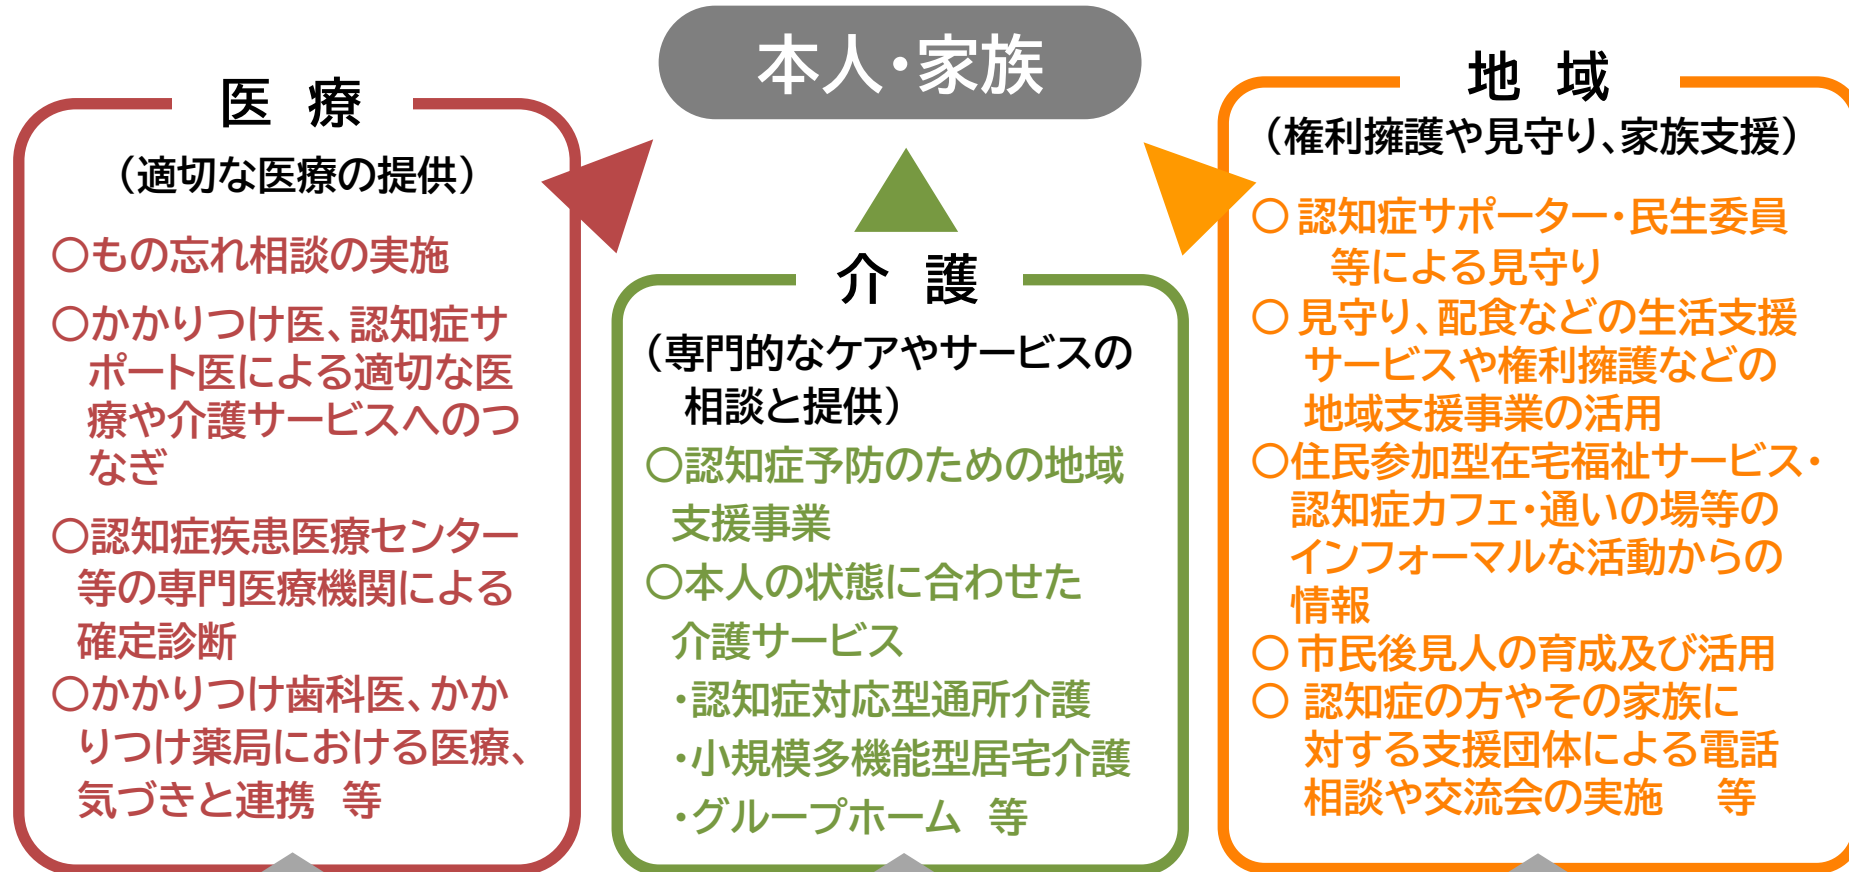 本人・家族
医 療
（適切な医療の提供）
○もの忘れ相談の実施
○かかりつけ医、認知症サ
ポート医による適切な医
療や介護サービスへのつ
なぎ
○認知症疾患医療センター
等の専門医療機関による
確定診断
○かかりつけ歯科医、かか
りつけ薬局における医療、
気づきと連携 等
介 護
（専門的なケアやサービスの
相談と提供）
○認知症予防のための地域
支援事業
○本人の状態に合わせた
介護サービス
・認知症対応型通所介護
・小規模多機能型居宅介護
・グループホーム 等
地 域
（権利擁護や見守り、家族支援）
○ 認知症サポーター・民生委員
等による見守り
○ 見守り、配食などの生活支援
サービスや権利擁護などの
地域支援事業の活用
○住民参加型在宅福祉サービス・
認知症カフェ・通いの場等の
インフォーマルな活動からの
情報
○ 市民後見人の育成及び活用
○ 認知症の方やその家族に
対する支援団体による電話
相談や交流会の実施 等